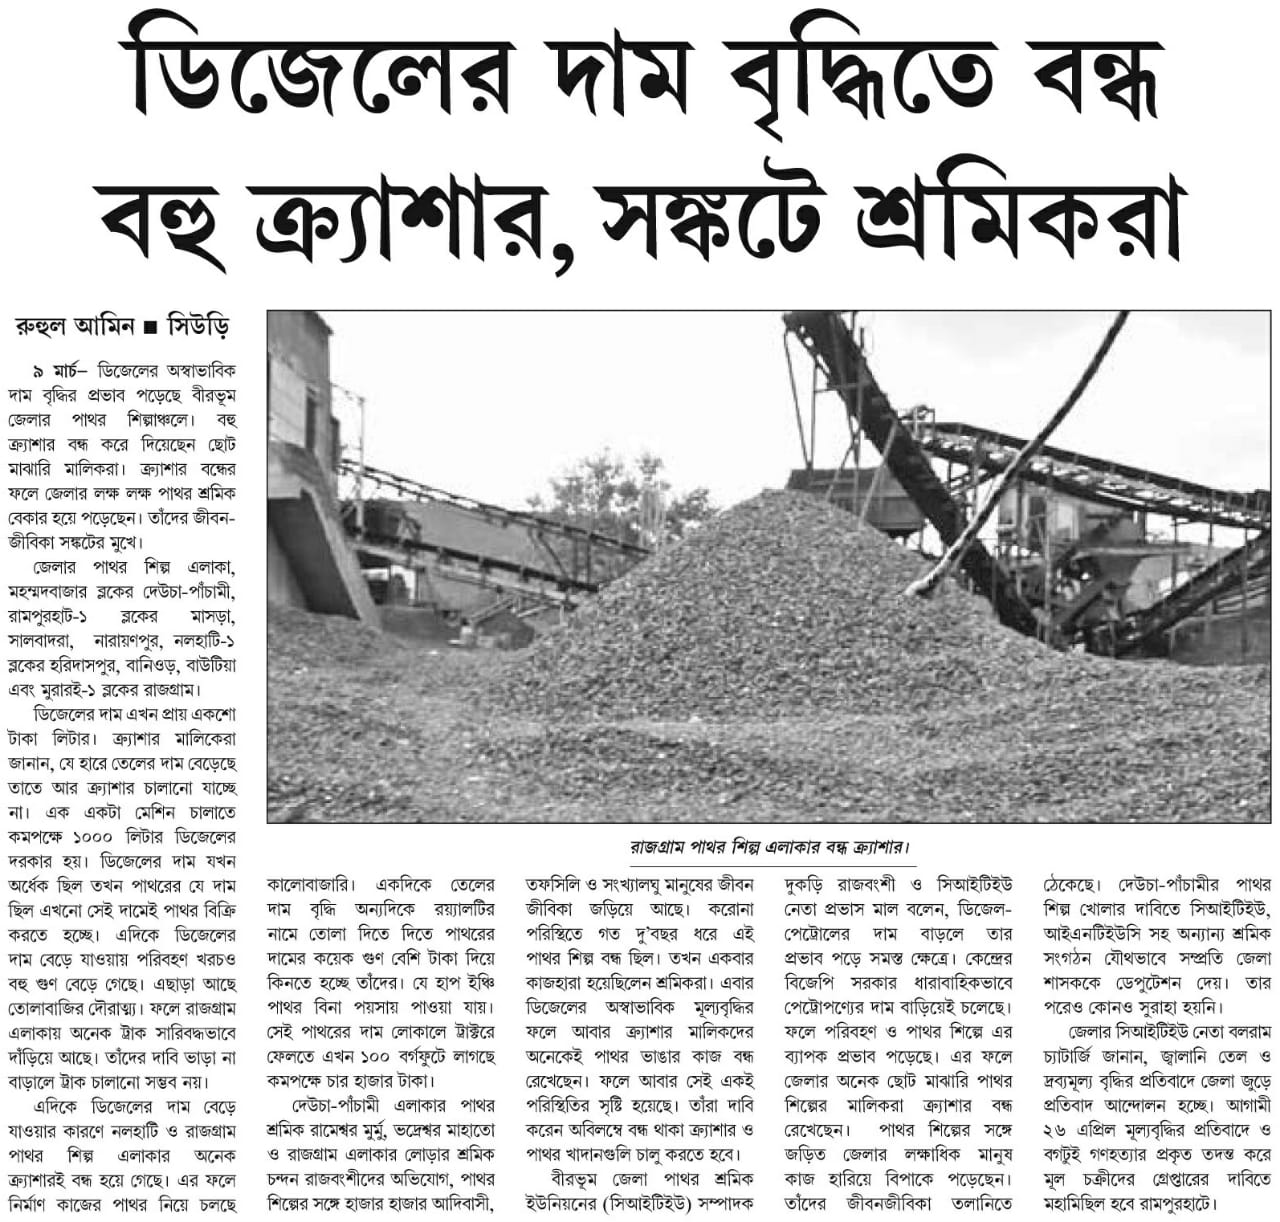 ডিজেলের দাম বৃদ্ধিতে বন্ধ
বহু ক্র্যাশার, সঙ্কটে শ্রমিকরা
রুহুল আমিন ■ সিউড়ি
৯ মার্চ– ডিজেলের অস্বাভাবিক
দাম বৃদ্ধির প্রভাব পড়েছে বীরভূম
জেলার পাথর শিল্পাঞ্চলে। বহু
ক্র্যাশার বন্ধ করে দিয়েছেন ছোট
মাঝারি মালিকরা। ক্র্যাশার বন্ধের
ফলে জেলার লক্ষ লক্ষ পাথর শ্রমিক
বেকার হয়ে পড়েছেন। তাঁদের জীবন-
জীবিকা সঙ্কটের মুখে।
জেলার পাথর শিল্প এলাকা,
মহম্মদবাজার ব্লকের দেউচা-পাঁচামী,
রামপুরহাট-১ ব্লকের মাসড়া,
সালবাদরা, নারায়ণপুর, নলহাটি-১
ব্লকের হরিদাসপুর, বানিওড়, বাউটিয়া
এবং মুরারই-১ ব্লকের রাজগ্রাম।
ডিজেলের দাম এখন প্রায় একশো
টাকা লিটার। ক্র্যাশার মালিকেরা
জানান, যে হারে তেলের দাম বেড়েছে
তাতে আর ক্র্যাশার চালানো যাচ্ছে
না। এক একটা মেশিন চালাতে
কমপক্ষে ১০০০ লিটার ডিজেলের
দরকার হয়। ডিজেলের দাম যখন
অর্ধেক ছিল তখন পাথরের যে দাম
ছিল এখনো সেই দামেই পাথর বিক্রি
করতে হচ্ছে। এদিকে ডিজেলের
দাম বেড়ে যাওয়ায় পরিবহণ খরচও
বহু গুণ বেড়ে গেছে। এছাড়া আছে
তোলাবাজির দৌরাত্ম্য। ফলে রাজগ্রাম
এলাকায় অনেক ট্রাক সারিবদ্ধভাবে
দাঁড়িয়ে আছে। তাঁদের দাবি ভাড়া না
বাড়ালে ট্রাক চালানো সম্ভব নয়।
এদিকে ডিজেলের দাম বেড়ে
যাওয়ার কারণে নলহাটি ও রাজগ্রাম
পাথর শিল্প এলাকার অনেক
ক্র্যাশারই বন্ধ হয়ে গেছে। এর ফলে
নির্মাণ কাজের পাথর নিয়ে চলছে
রাজগ্রাম পাথর শিল্প এলাকার বন্ধ ক্র্যাশার।
কালোবাজারি। একদিকে তেলের
দাম বৃদ্ধি অন্যদিকে রয়্যালটির
নামে তোলা দিতে দিতে পাথরের
দামের কয়েক গুণ বেশি টাকা দিয়ে
কিনতে হচ্ছে তাঁদের। যে হাপ ইঞ্চি
পাথর বিনা পয়সায় পাওয়া যায়।
সেই পাথরের দাম লোকালে ট্রাক্টরে
ফেলতে এখন ১০০ বর্গফুটে লাগছে
কমপক্ষে চার হাজার টাকা।
দেউচা-পাঁচামী এলাকার পাথর
শ্রমিক রামেশ্বর মুর্মু, ভদ্রেশ্বর মাহাতো
ও রাজগ্রাম এলাকার লোডার শ্রমিক
চন্দন রাজবংশীদের অভিযোগ, পাথর
শিল্পের সঙ্গে হাজার হাজার আদিবাসী,
তফসিলি ও সংখ্যালঘু মানুষের জীবন
জীবিকা জড়িয়ে আছে। করোনা
পরিস্থিতে গত দু'বছর ধরে এই
পাথর শিল্প বন্ধ ছিল। তখন একবার
কাজহারা হয়েছিলেন শ্রমিকরা। এবার
ডিজেলের অস্বাভাবিক মূল্যবৃদ্ধির
ফলে আবার ক্র্যাশার মালিকদের
অনেকেই পাথর ভাঙার কাজ বন্ধ
রেখেছেন। ফলে আবার সেই একই
পরিস্থিতির সৃষ্টি হয়েছে। তাঁরা দাবি
করেন অবিলম্বে বন্ধ থাকা ক্র্যাশার ও
পাথর খাদানগুলি চালু করতে হবে।
বীরভূম জেলা পাথর শ্রমিক
ইউনিয়নের (সিআইটিইউ) সম্পাদক
দুকড়ি রাজবংশী ও সিআইটিইউ
নেতা প্রভাস মাল বলেন, ডিজেল-
পেট্রোলের দাম বাড়লে তার
প্রভাব পড়ে সমস্ত ক্ষেত্রে। কেন্দ্রের
বিজেপি সরকার ধারাবাহিকভাবে
পেট্রোপণ্যের দাম বাড়িয়েই চলেছে।
ফলে পরিবহণ ও পাথর শিল্পে এর
ব্যাপক প্রভাব পড়েছে। এর ফলে
জেলার অনেক ছোট মাঝারি পাথর
শিল্পের মালিকরা ক্র্যাশার বন্ধ
রেখেছেন। পাথর শিল্পের সঙ্গে
জড়িত জেলার লক্ষাধিক মানুষ
কাজ হারিয়ে বিপাকে পড়েছেন।
তাঁদের জীবনজীবিকা তলানিতে
ঠেকেছে। দেউচা-পাঁচামীর পাথর
শিল্প খোলার দাবিতে সিআইটিইউ,
আইএনটিইউসি সহ অন্যান্য শ্রমিক
সংগঠন যৌথভাবে সম্প্রতি জেলা
শাসককে ডেপুটেশন দেয়। তার
পরেও কোনও সুরাহা হয়নি।
জেলার সিআইটিইউ নেতা বলরাম
চ্যাটার্জি জানান, জ্বালানি তেল ও
দ্রব্যমূল্য বৃদ্ধির প্রতিবাদে জেলা জুড়ে
প্রতিবাদ আন্দোলন হচ্ছে। আগামী
২৬ এপ্রিল মূল্যবৃদ্ধির প্রতিবাদে ও
বগটুই গণহত্যার প্রকৃত তদন্ত করে
মূল চক্রীদের গ্রেপ্তারের দাবিতে
মহামিছিল হবে রামপুরহাটে।